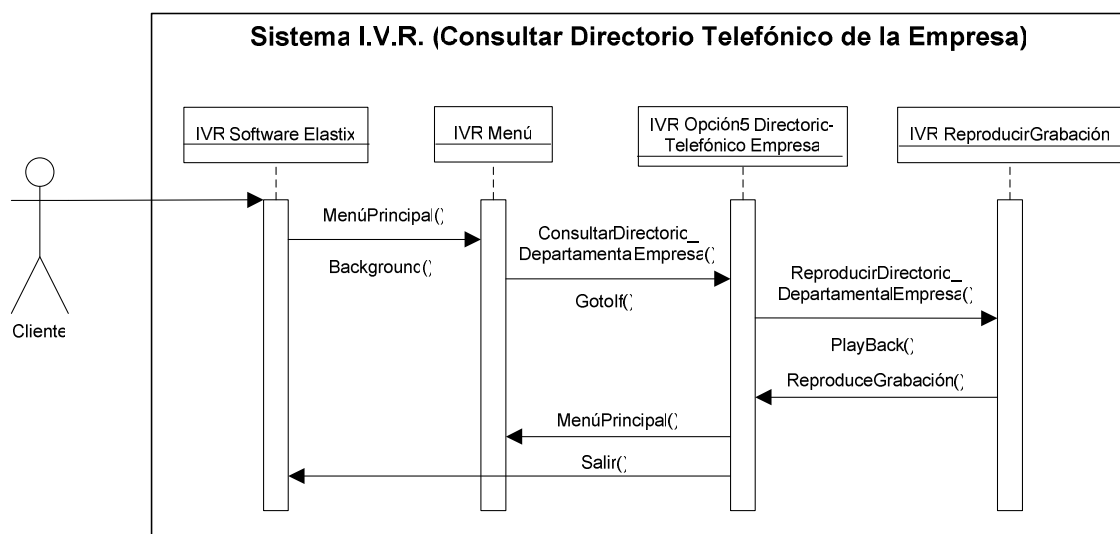 Sistema I.V.R. (Consultar Directorio Telefónico de la Empresa)
IVR Software Elastix
IVR Menú
IVR Opción5 Directorio-
Telefónico Empresa
IVR ReproducirGrabación
MenúPrincipal()
Background()
ConsultarDirectorio_
DepartamentalEmpresa()
GotoIf()
ReproducirDirectorio_
DepartamentalEmpresa()
PlayBack()
ReproduceGrabación()
MenúPrincipal()
Salir()
Cliente